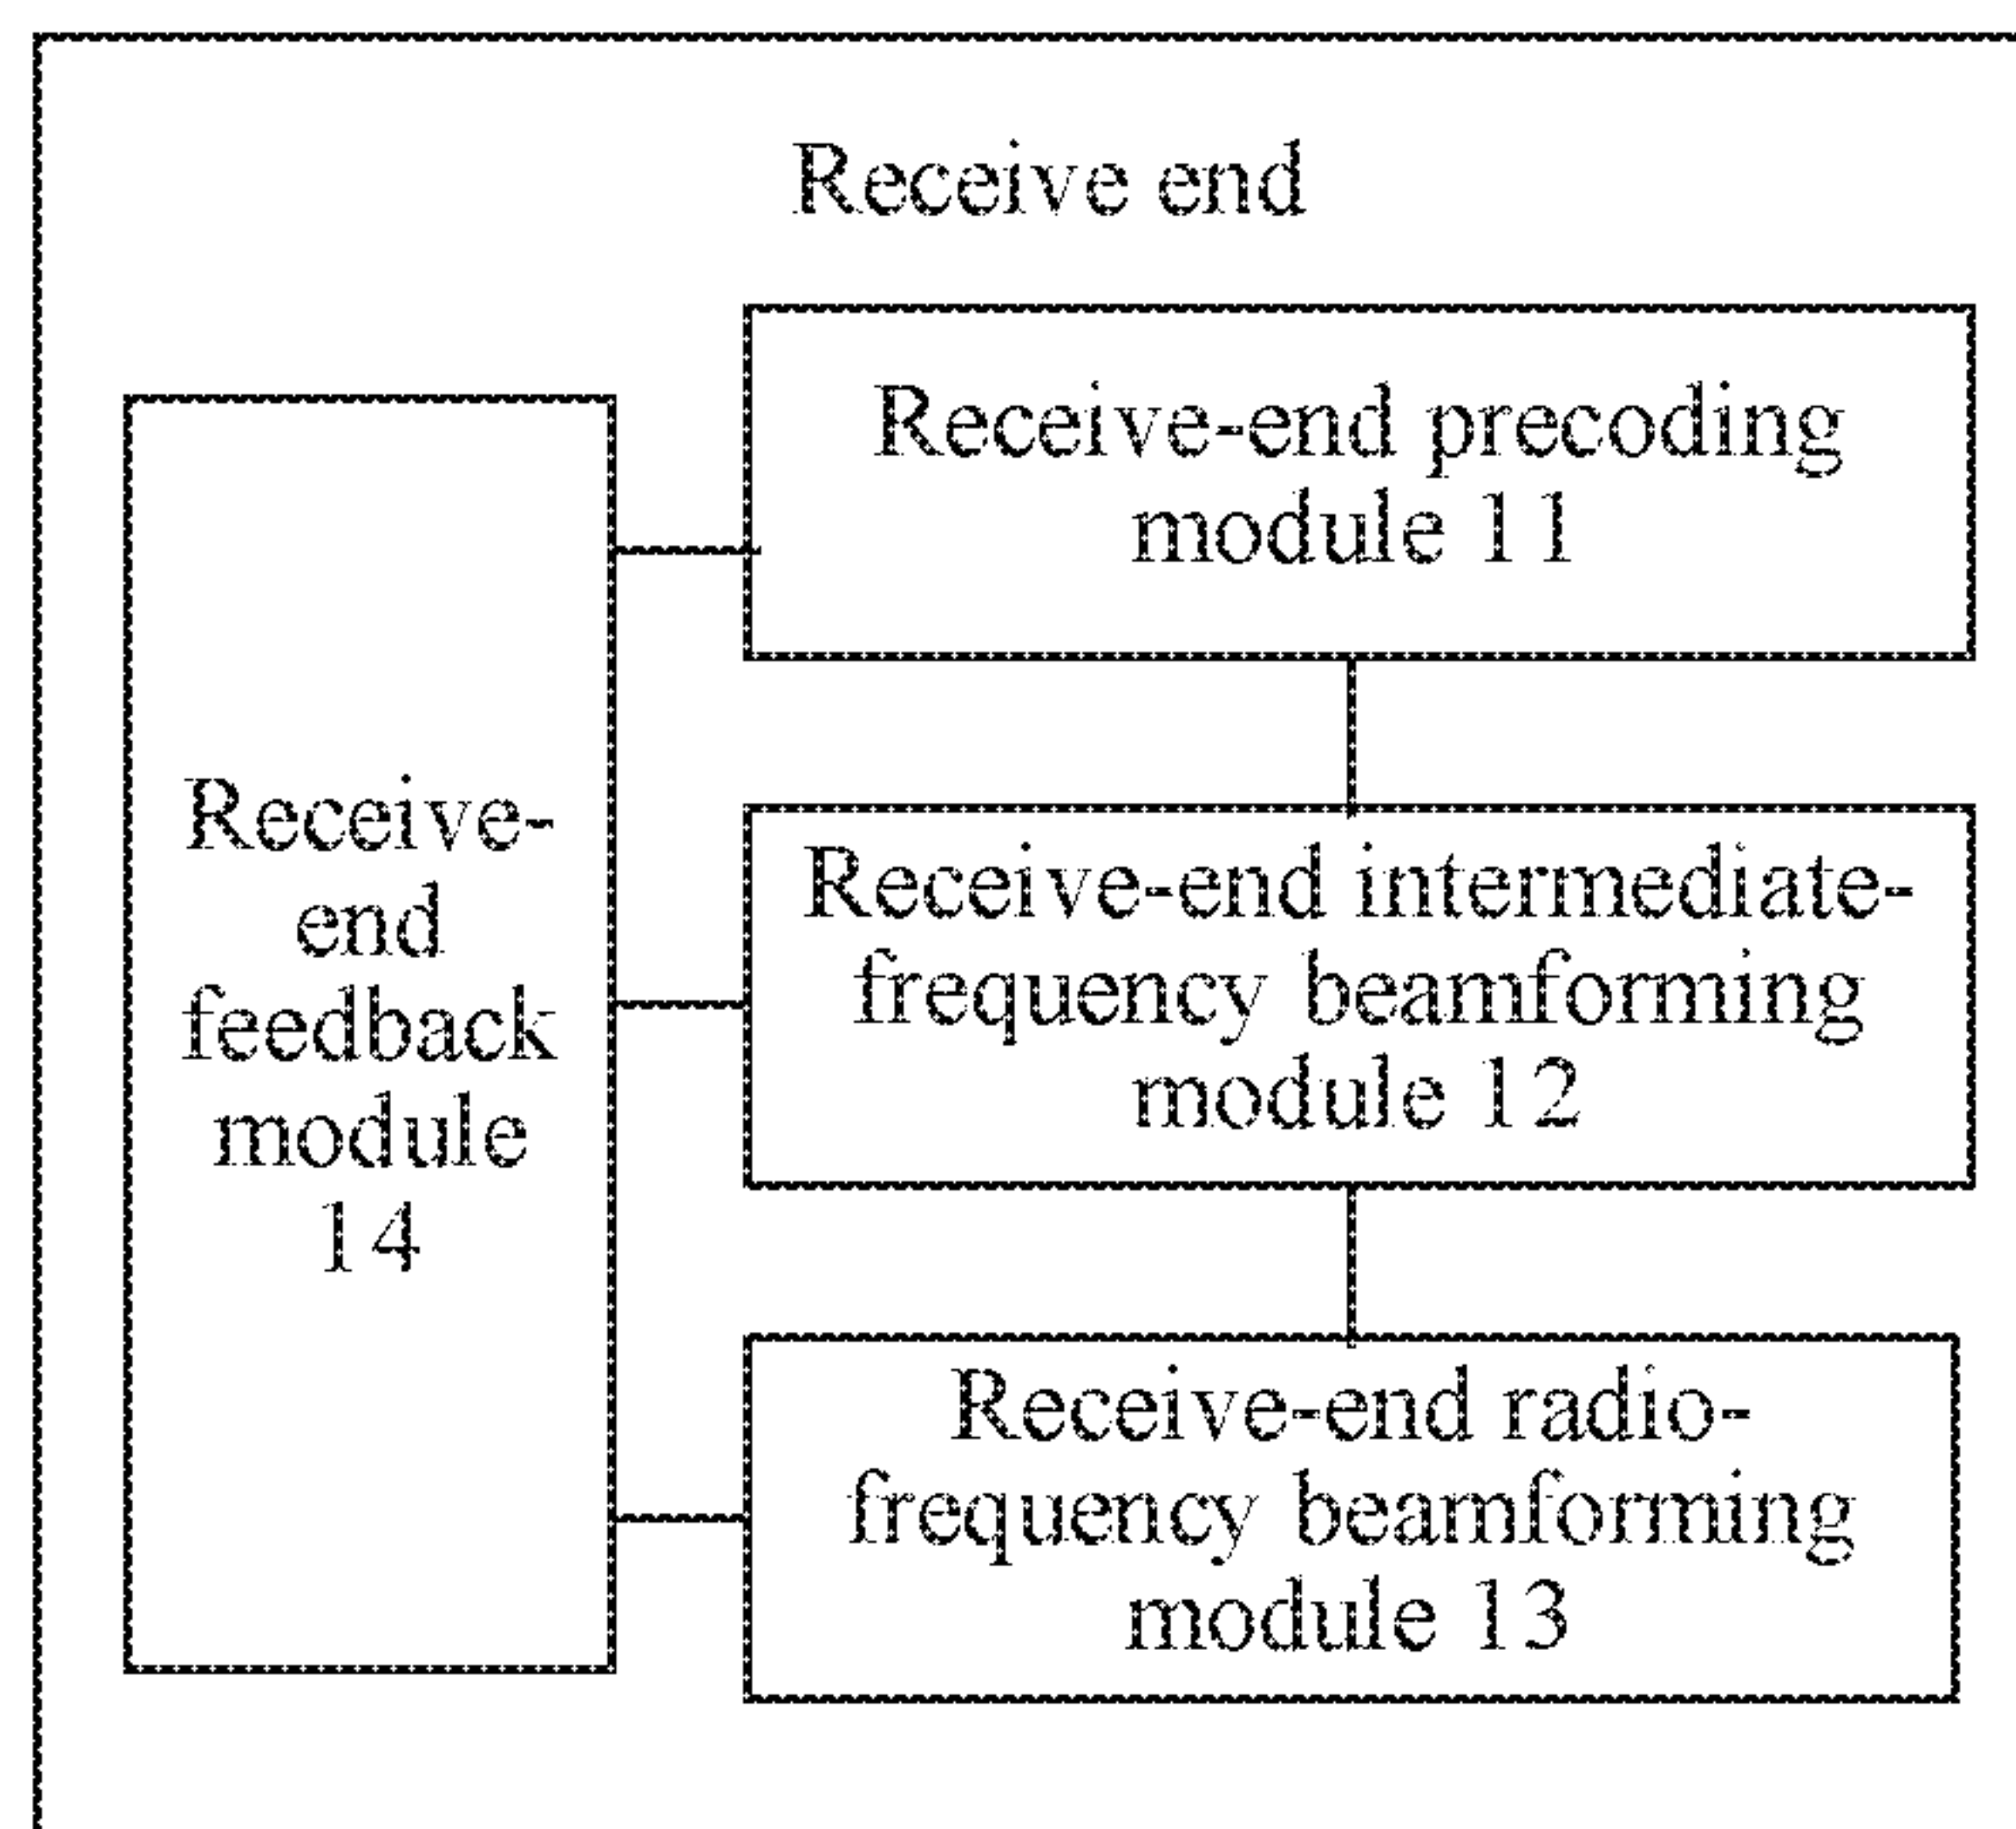 Receive end
Receive-end precoding
module 11
Receive-
end
feedback
module
14
Receive-end intermediate-
frequency beamforming
module 12
Receive-end radio-
frequency beamforming
module 13